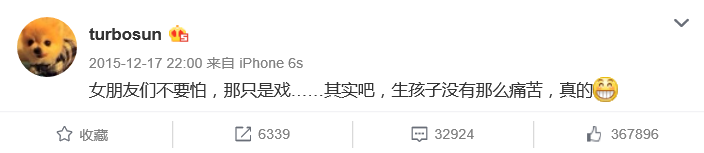 turbosun
2015-12-17 22:00 来自 iPhone 6s
女朋友们不要怕，那只是戏……其实吧，生孩子没有那么痛苦，真的
收藏 6339 32924 367896